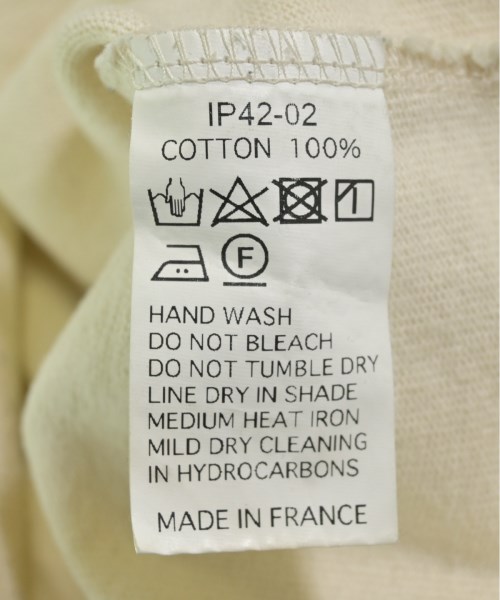 IP42-02
COTTON 100%
F
HAND WASH
DO NOT BLEACH
DO NOT TUMBLE DRY
LINE DRY IN SHADE
MEDIUM HEAT IRON
MILD DRY CLEANING
IN HYDROCARBONS
MADE IN FRANCE